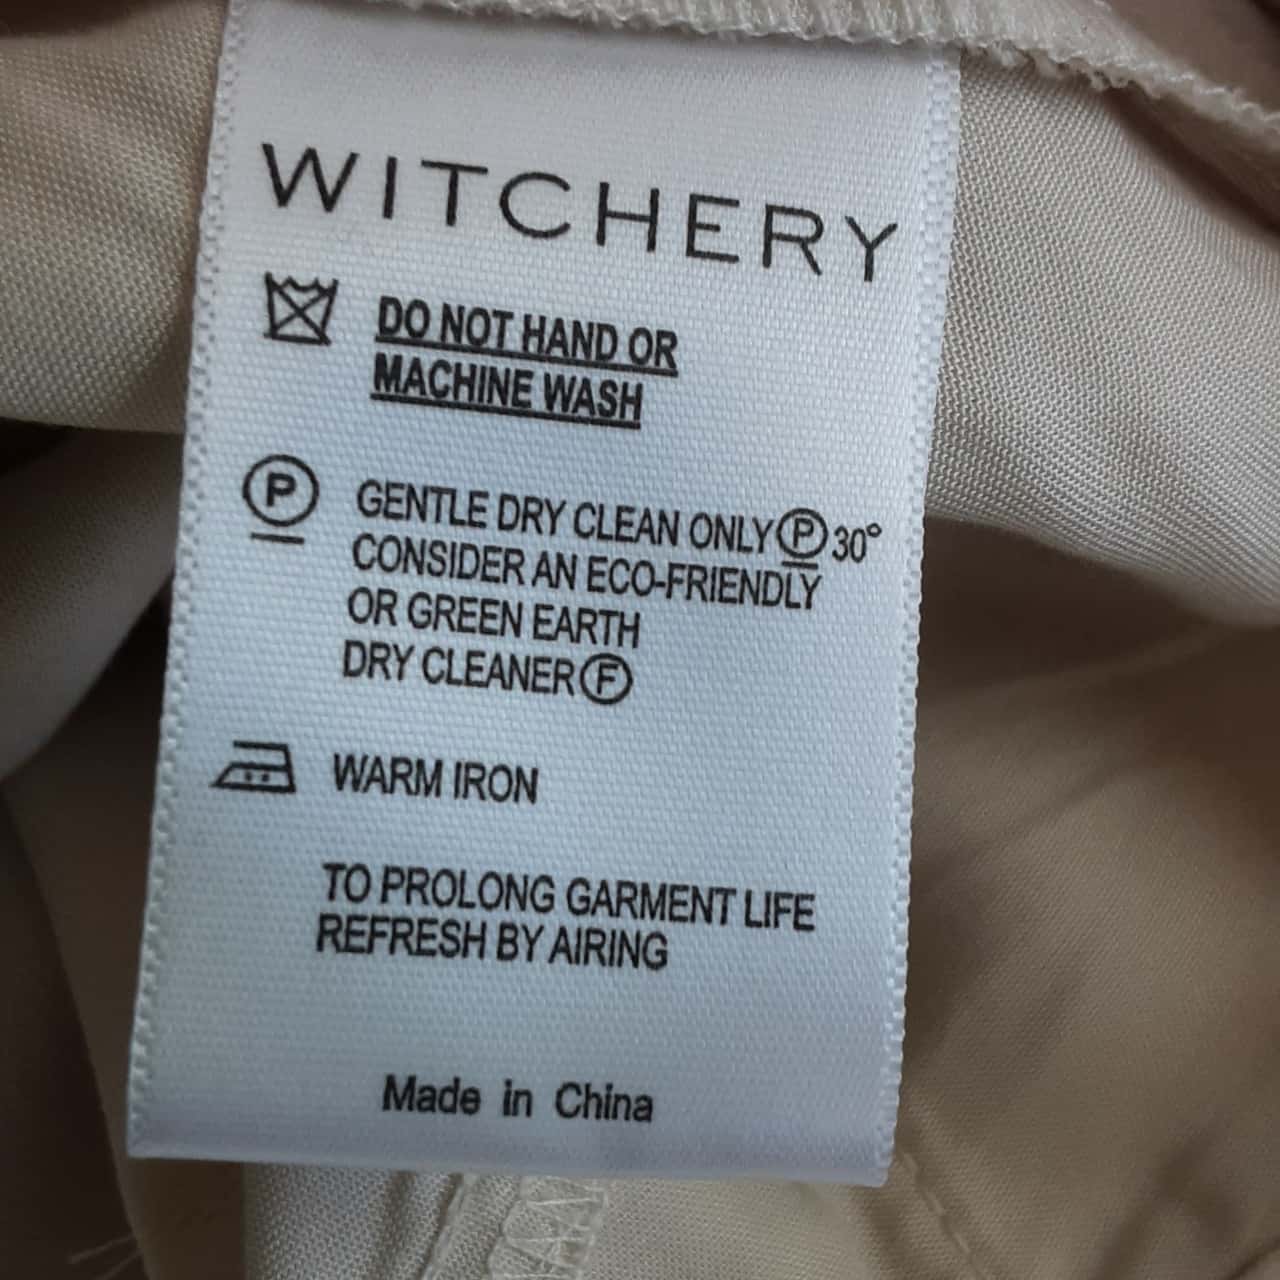 WITCHERY
DO NOT HAND OR
MACHINE WASH
P GENTLE DRY CLEAN ONLY Ⓟ 30°
CONSIDER AN ECO-FRIENDLY
OR GREEN EARTH
DRY CLEANER Ⓕ
WARM IRON
TO PROLONG GARMENT LIFE
REFRESH BY AIRING
Made in China